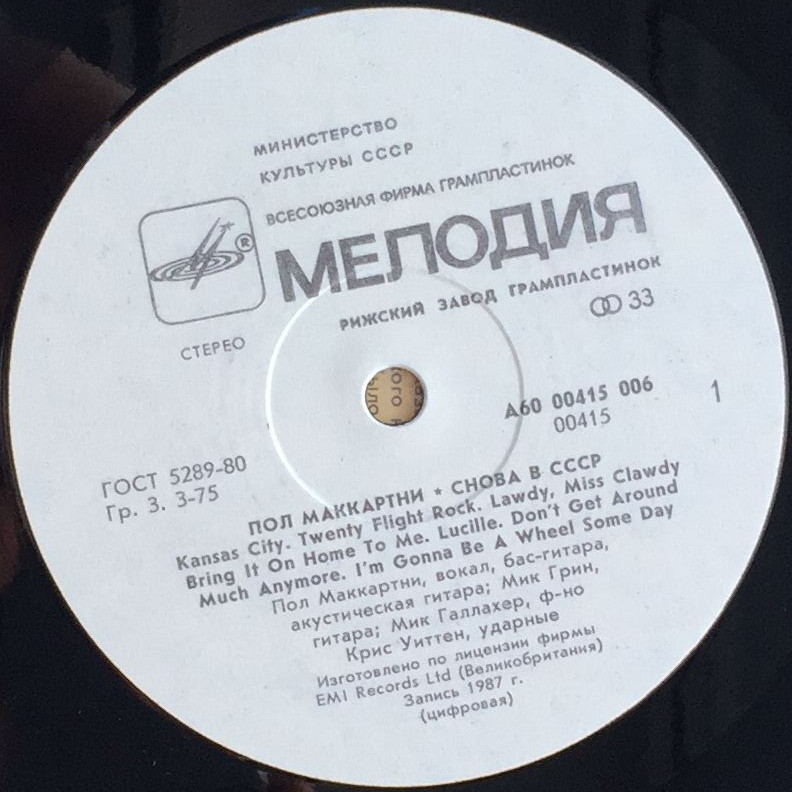 МИНИСТЕРСТВО
КУЛЬТУРЫ СССР
ВСЕСОЮЗНАЯ ФИРМА ГРАМПЛАСТИНОК
МЕЛОДИЯ
®
РИЖСКИЙ ЗАВОД ГРАМПЛАСТИНОК
СТЕРЕО
33
А60 00415 006
00415
1
ГОСТ 5289-80
Гр. 3. 3-75
ПОЛ МАККАРТНИ ★ СНОВА В СССР
Kansas City. Twenty Flight Rock. Lawdy, Miss Clawdy
Bring It On Home To Me. Lucille. Don't Get Around
Much Anymore. I'm Gonna Be A Wheel Some Day
Пол Маккартни, вокал, бас-гитара,
акустическая гитара; Мик Грин,
гитара; Мик Галлахер, ф-но
Крис Уиттен, ударные
Изготовлено по лицензии фирмы
EMI Records Ltd (Великобритания)
Запись 1987 г.
(цифровая)